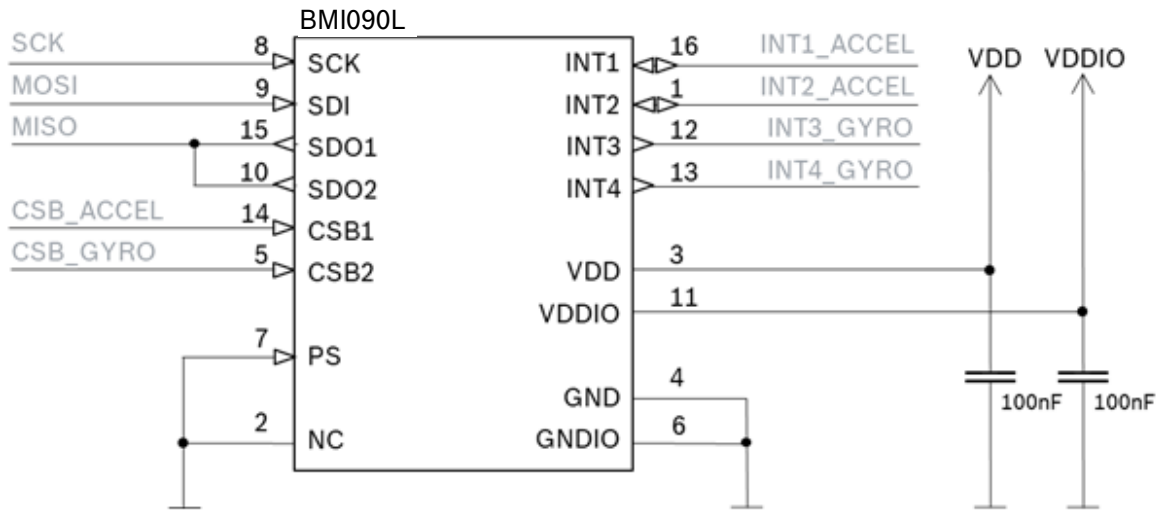 BMI090L
SCK 8 SCK INT1 16 INT1_ACCEL
VDD VDDIO
MOSI 9 SDI INT2 1 INT2_ACCEL
MISO 15 SDO1 INT3 12 INT3_GYRO
10 SDO2 INT4 13 INT4_GYRO
CSB_ACCEL 14 CSB1
CSB_GYRO 5 CSB2 VDD 3
VDDIO 11
7 PS
GND 4
100nF 100nF
2 NC GNDIO 6